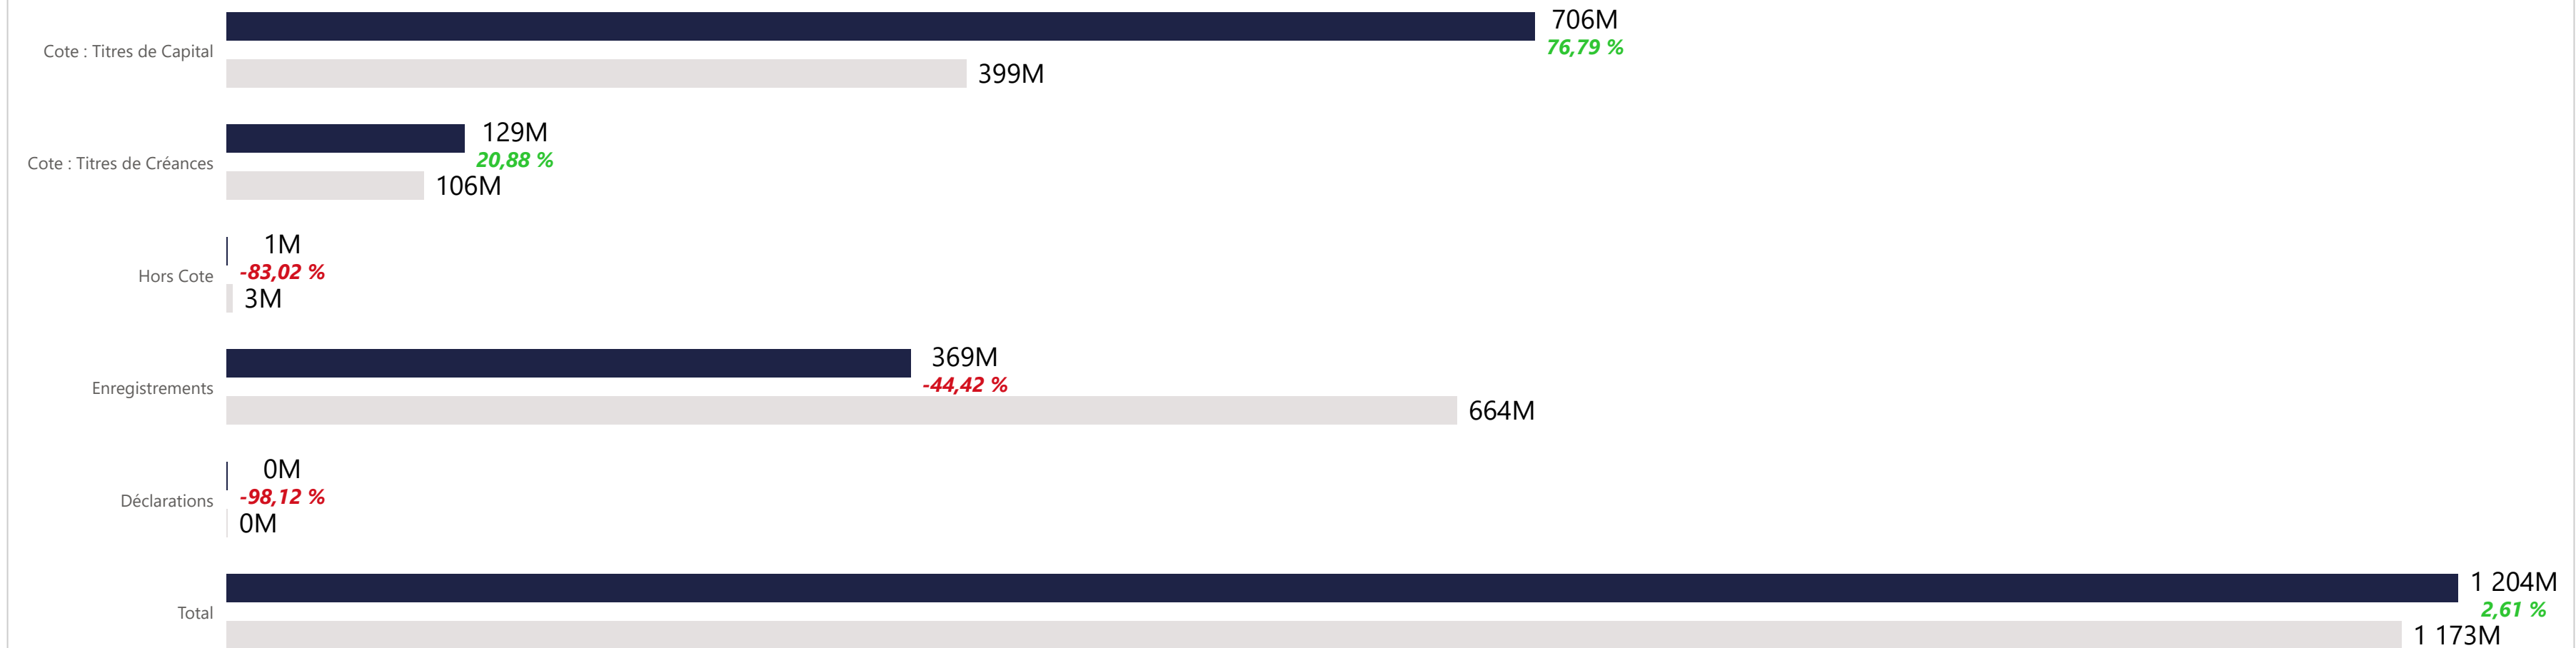 706M
76,79 %
Cote : Titres de Capital
399M
129M
20,88 %
Cote : Titres de Créances
106M
1M
-83,02 %
Hors Cote
3M
369M
-44,42 %
Enregistrements
664M
0M
-98,12 %
Déclarations
0M
1 204M
2,61 %
Total
1 173M